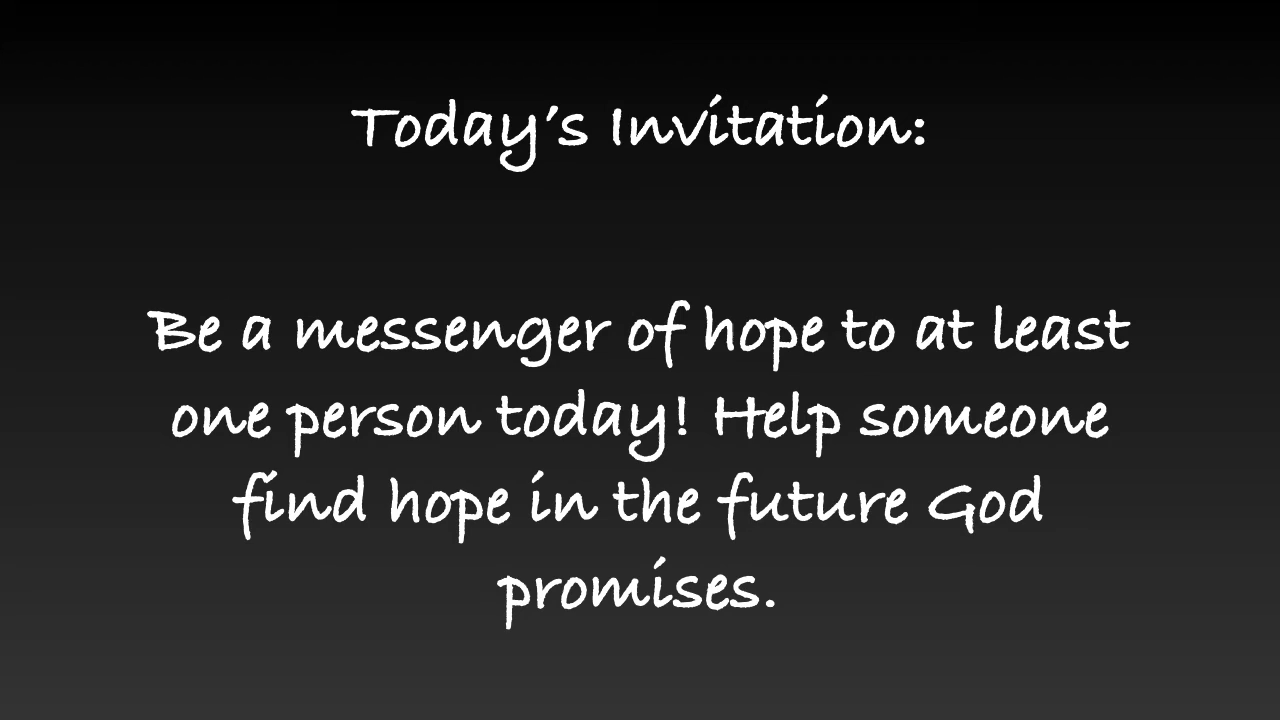 Today's Invitation:
Be a messenger of hope to at least
one person today! Help someone
find hope in the future God
promises.